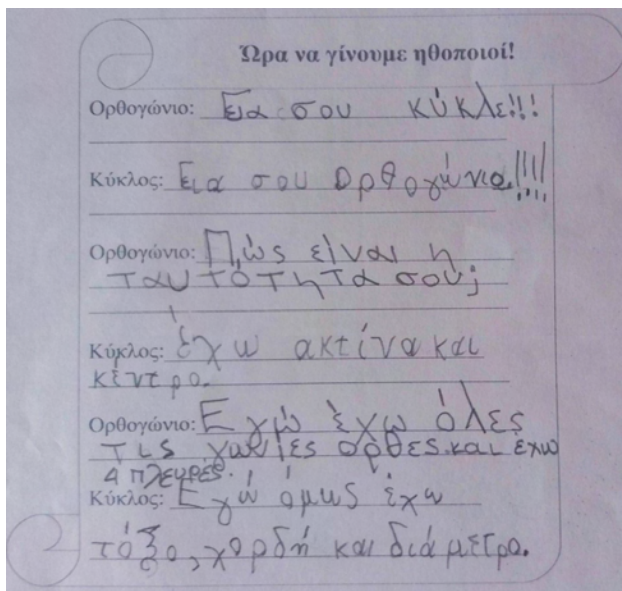 Ώρα να γίνουμε ηθοποιοί!
Ορθογώνιο: Εια σου κύκλε!!!
Κύκλος: Εια σου ορθογώνιο!!!!
Ορθογώνιο: Πώς είναι η
ταυτότητα σου;
Κύκλος: έχω ακτίνα και
κέντρο.
Ορθογώνιο: Εγώ έχω όλες
τις γωνίες ορθές και έχω
4 πλευρές.
Κύκλος: Εγώ όμως έχω
τόξο, χορδή και διάμετρο.